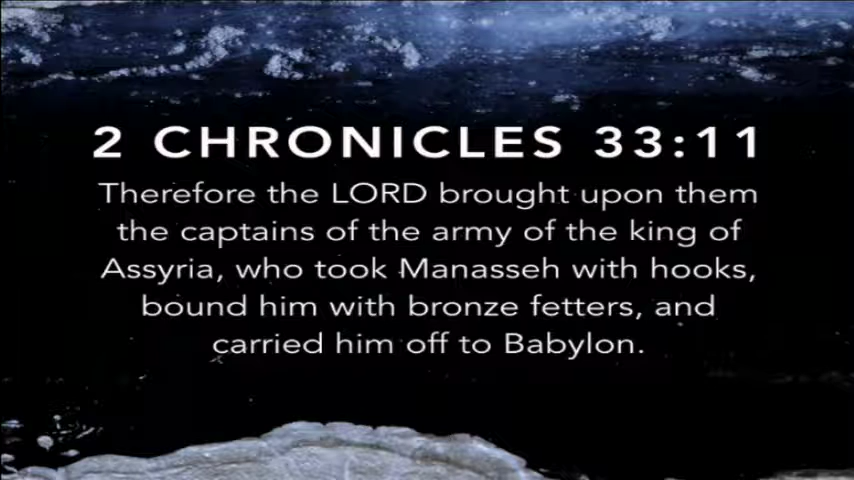 2 CHRONICLES 33:11
Therefore the LORD brought upon them
the captains of the army of the king of
Assyria, who took Manasseh with hooks,
bound him with bronze fetters, and
carried him off to Babylon.